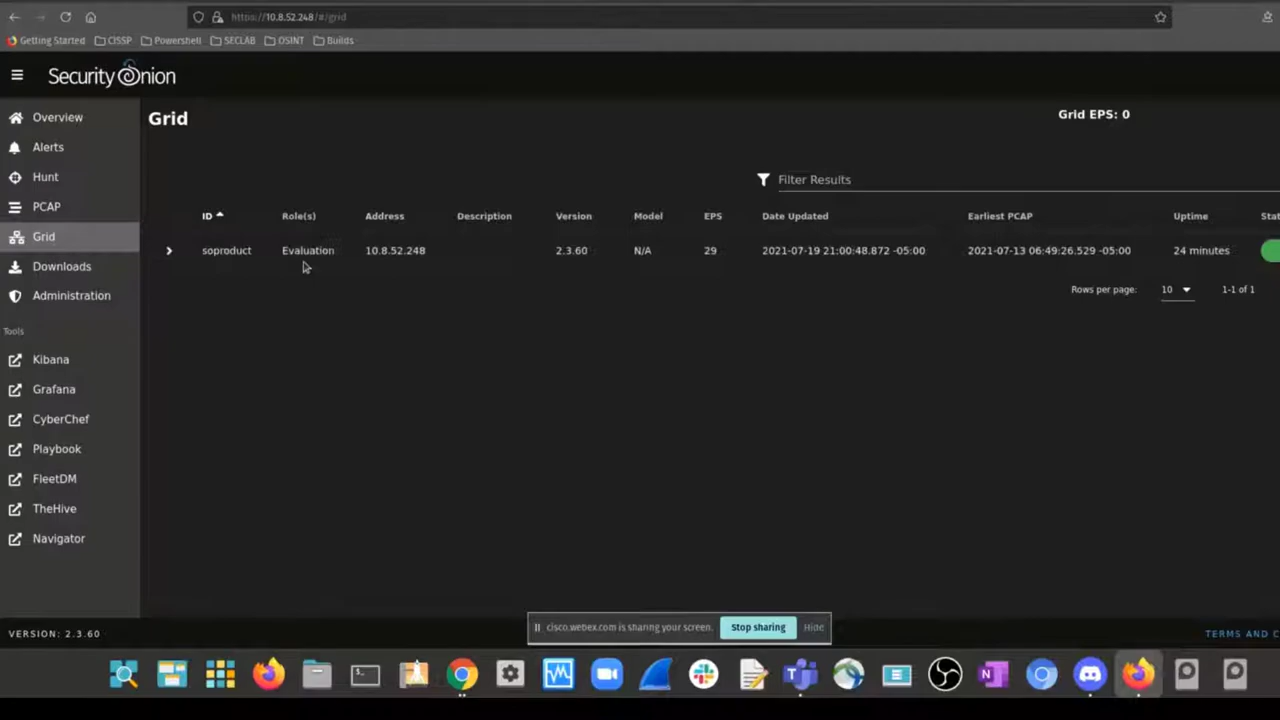 https://10.8.52.248/#/grid
Getting Started CISSP Powershell SECLAB OSINT Builds
Security Onion
Overview
Alerts
Hunt
PCAP
Grid
Downloads
Administration
Tools
Kibana
Grafana
CyberChef
Playbook
FleetDM
TheHive
Navigator
VERSION: 2.3.60
Grid
Grid EPS: 0
Filter Results
ID Role(s) Address Description Version Model EPS Date Updated Earliest PCAP Uptime Stat
soproduct Evaluation 10.8.52.248 2.3.60 N/A 29 2021-07-19 21:00:48.872 -05:00 2021-07-13 06:49:26.529 -05:00 24 minutes
Rows per page: 10 1-1 of 1
cisco.webex.com is sharing your screen. Stop sharing Hide
TERMS AND C